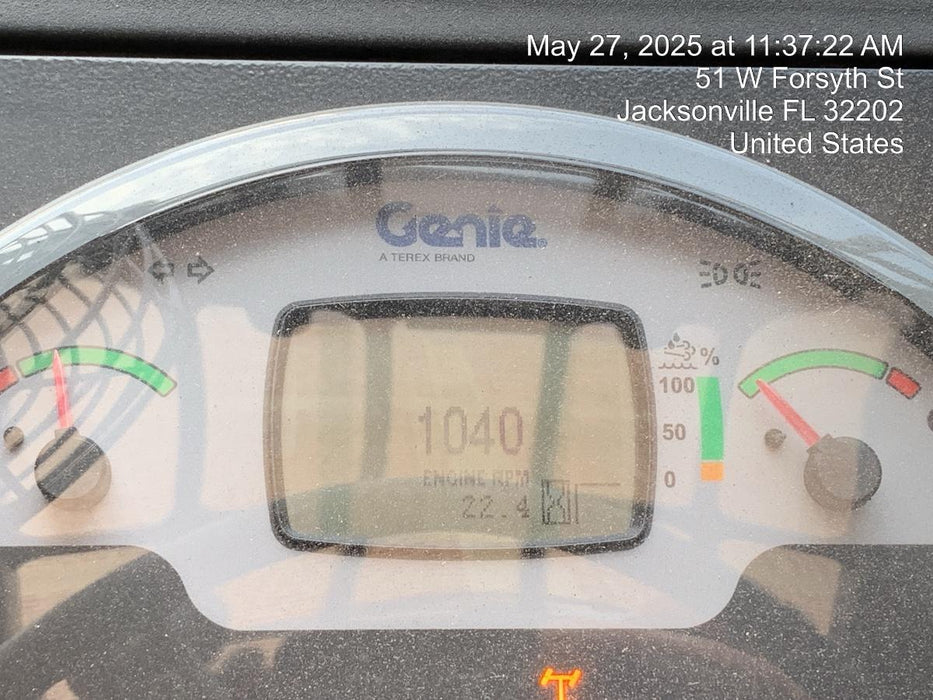 May 27, 2025 at 11:37:22 AM
51 W Forsyth St
Jacksonville FL 32202
United States
Genie®
A TEREX BRAND
%
100
50
0
1040
ENGINE RPM
22.4